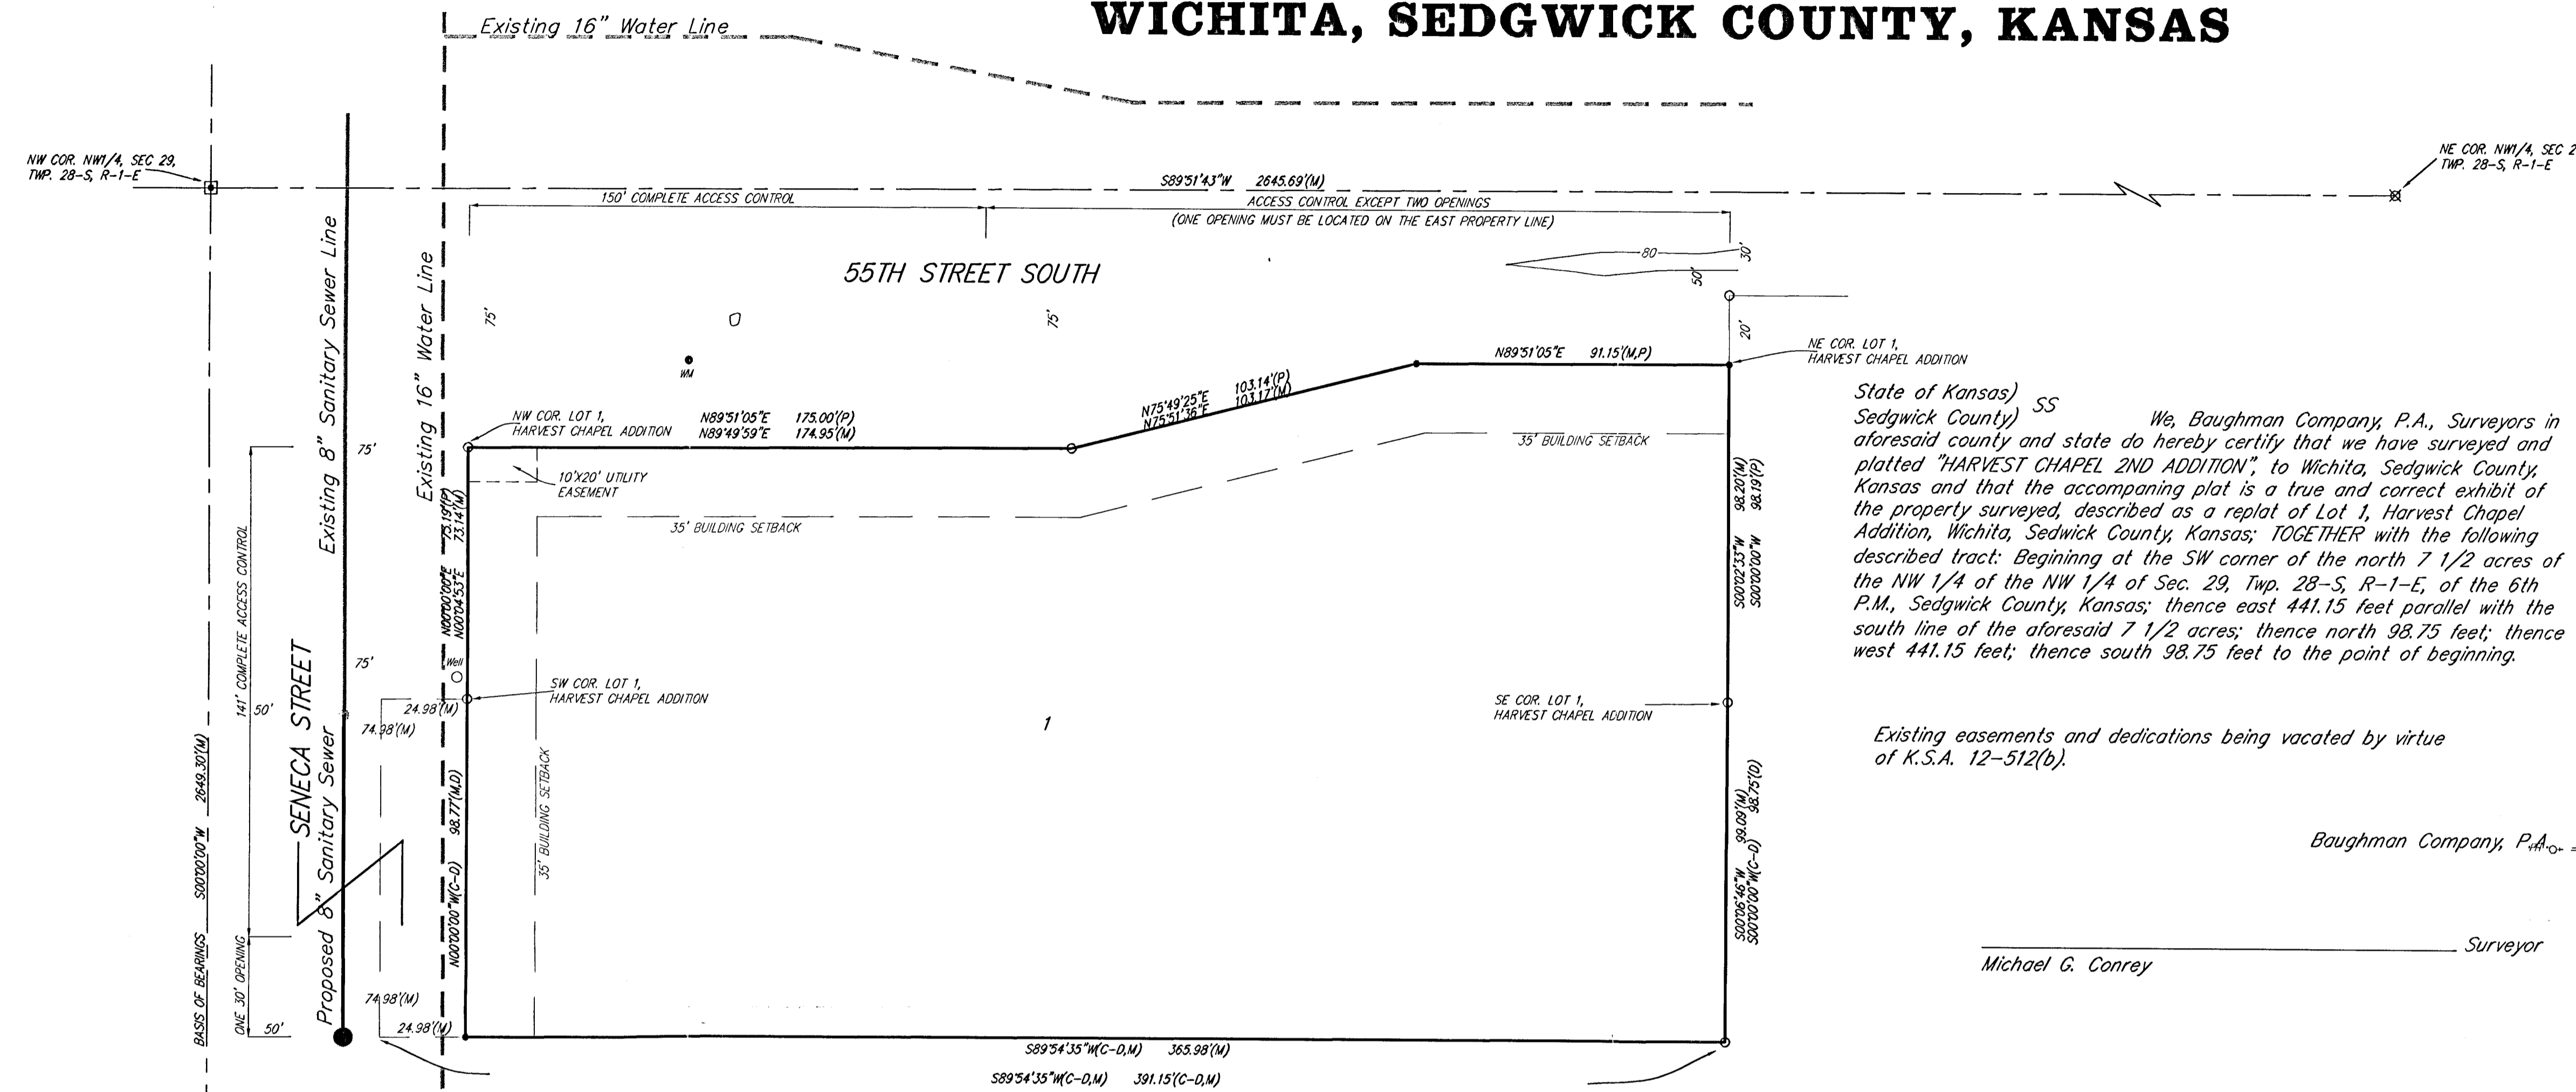 WICHITA, SEDGWICK COUNTY, KANSAS
Existing 16" Water Line
NW COR. NW1/4, SEC 29,
TWP. 28-S, R-1-E
NE COR. NW1/4, SEC 2
TWP. 28-S, R-1-E
S89°51'43"W 2645.69'(M)
150' COMPLETE ACCESS CONTROL
ACCESS CONTROL EXCEPT TWO OPENINGS
(ONE OPENING MUST BE LOCATED ON THE EAST PROPERTY LINE)
80
30'
50'
55TH STREET SOUTH
75'
75'
20'
WM
N89°51'05"E 91.15'(M,P)
NE COR. LOT 1,
HARVEST CHAPEL ADDITION
N75°49'25"E 103.14'(P)
N75°51'36"E 103.17'(M)
NW COR. LOT 1,
HARVEST CHAPEL ADDITION
N89°51'05"E 175.00'(P)
N89°49'59"E 174.95'(M)
75'
35' BUILDING SETBACK
10'X20' UTILITY
EASEMENT
35' BUILDING SETBACK
Existing 8" Sanitary Sewer Line
Existing 16" Water Line
N00°00'00"E 73.19'(P)
N00°04'53"E 73.14'(M)
S00°02'33"W 98.20'(M)
S00°00'00"W 98.19'(P)
141' COMPLETE ACCESS CONTROL
75'
Well
SW COR. LOT 1,
HARVEST CHAPEL ADDITION
24.98'(M)
74.98'(M)
50'
SE COR. LOT 1,
HARVEST CHAPEL ADDITION
1
SENECA STREET
Proposed 8" Sanitary Sewer
BASIS OF BEARINGS S00°00'00"W 2649.30'(M)
ONE 30' OPENING
N00°00'00"W(C-D) 98.77'(M,D)
35' BUILDING SETBACK
S00°06'46"W 99.09'(M)
S00°00'00"W(C-D) 98.75'(D)
74.98'(M)
24.98'(M)
50'
S89°54'35"W(C-D,M) 365.98'(M)
S89°54'35"W(C-D,M) 391.15'(C-D,M)
State of Kansas)
Sedgwick County) SS We, Baughman Company, P.A., Surveyors in
aforesaid county and state do hereby certify that we have surveyed and
platted "HARVEST CHAPEL 2ND ADDITION", to Wichita, Sedgwick County,
Kansas and that the accompaning plat is a true and correct exhibit of
the property surveyed, described as a replat of Lot 1, Harvest Chapel
Addition, Wichita, Sedwick County, Kansas; TOGETHER with the following
described tract: Begininng at the SW corner of the north 7 1/2 acres of
the NW 1/4 of the NW 1/4 of Sec. 29, Twp. 28-S, R-1-E, of the 6th
P.M., Sedgwick County, Kansas; thence east 441.15 feet parallel with the
south line of the aforesaid 7 1/2 acres; thence north 98.75 feet; thence
west 441.15 feet; thence south 98.75 feet to the point of beginning.
Existing easements and dedications being vacated by virtue
of K.S.A. 12-512(b).
Baughman Company, P.A.
Surveyor
Michael G. Conrey